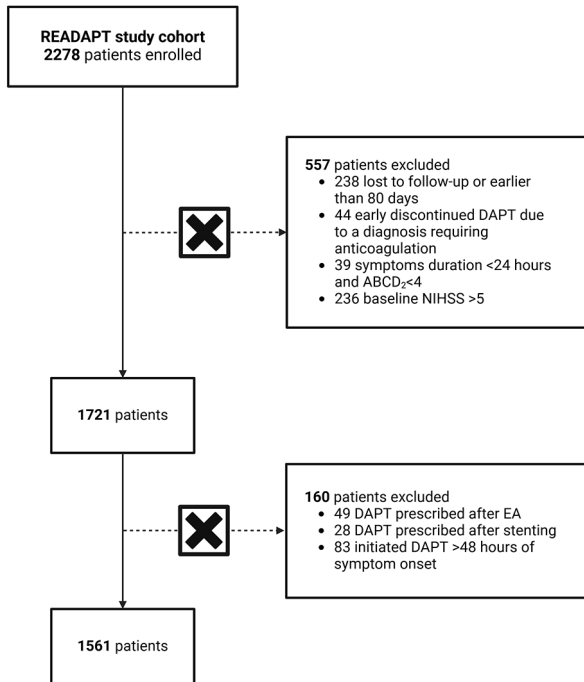 READAPT study cohort
2278 patients enrolled
557 patients excluded
• 238 lost to follow-up or earlier
than 80 days
• 44 early discontinued DAPT due
to a diagnosis requiring
anticoagulation
• 39 symptoms duration <24 hours
and ABCD₂<4
• 236 baseline NIHSS >5
1721 patients
160 patients excluded
• 49 DAPT prescribed after EA
• 28 DAPT prescribed after stenting
• 83 initiated DAPT >48 hours of
symptom onset
1561 patients